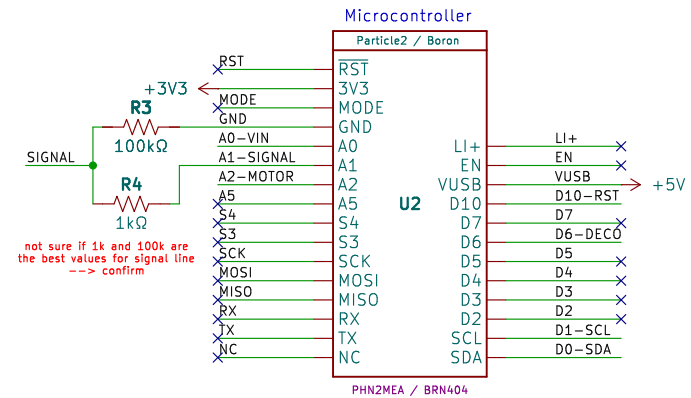 Microcontroller
Particle2 / Boron
RST
RST
+3V3
3V3
MODE
MODE
R3
100kΩ
GND
GND
A0-VIN
A0
LI+
LI+
SIGNAL
A1-SIGNAL
A1
EN
EN
A2-MOTOR
A2
VUSB
VUSB
+5V
R4
1kΩ
A5
A5
U2
D10
D10-RST
S4
S4
D7
D7
not sure if 1k and 100k are
the best values for signal line
--> confirm
S3
S3
D6
D6-DECO
SCK
SCK
D5
D5
MOSI
MOSI
D4
D4
MISO
MISO
D3
D3
RX
RX
D2
D2
TX
TX
SCL
D1-SCL
NC
NC
SDA
D0-SDA
PHN2MEA / BRN404